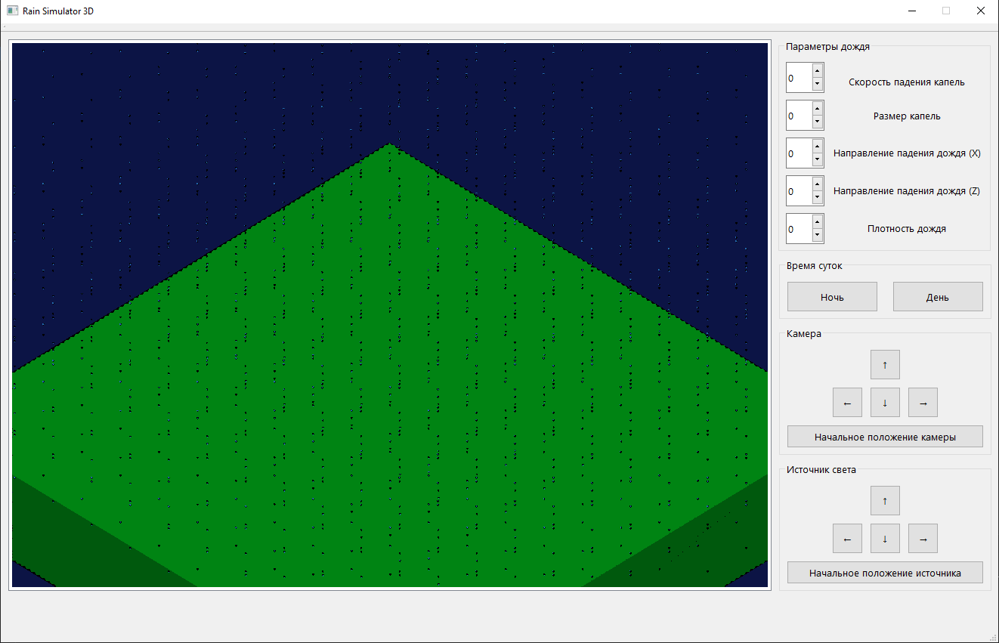 Rain Simulator 3D
Параметры дождя
0 Скорость падения капель
0 Размер капель
0 Направление падения дождя (X)
0 Направление падения дождя (Z)
0 Плотность дождя
Время суток
Ночь День
Камера
↑
← ↓ →
Начальное положение камеры
Источник света
↑
← ↓ →
Начальное положение источника